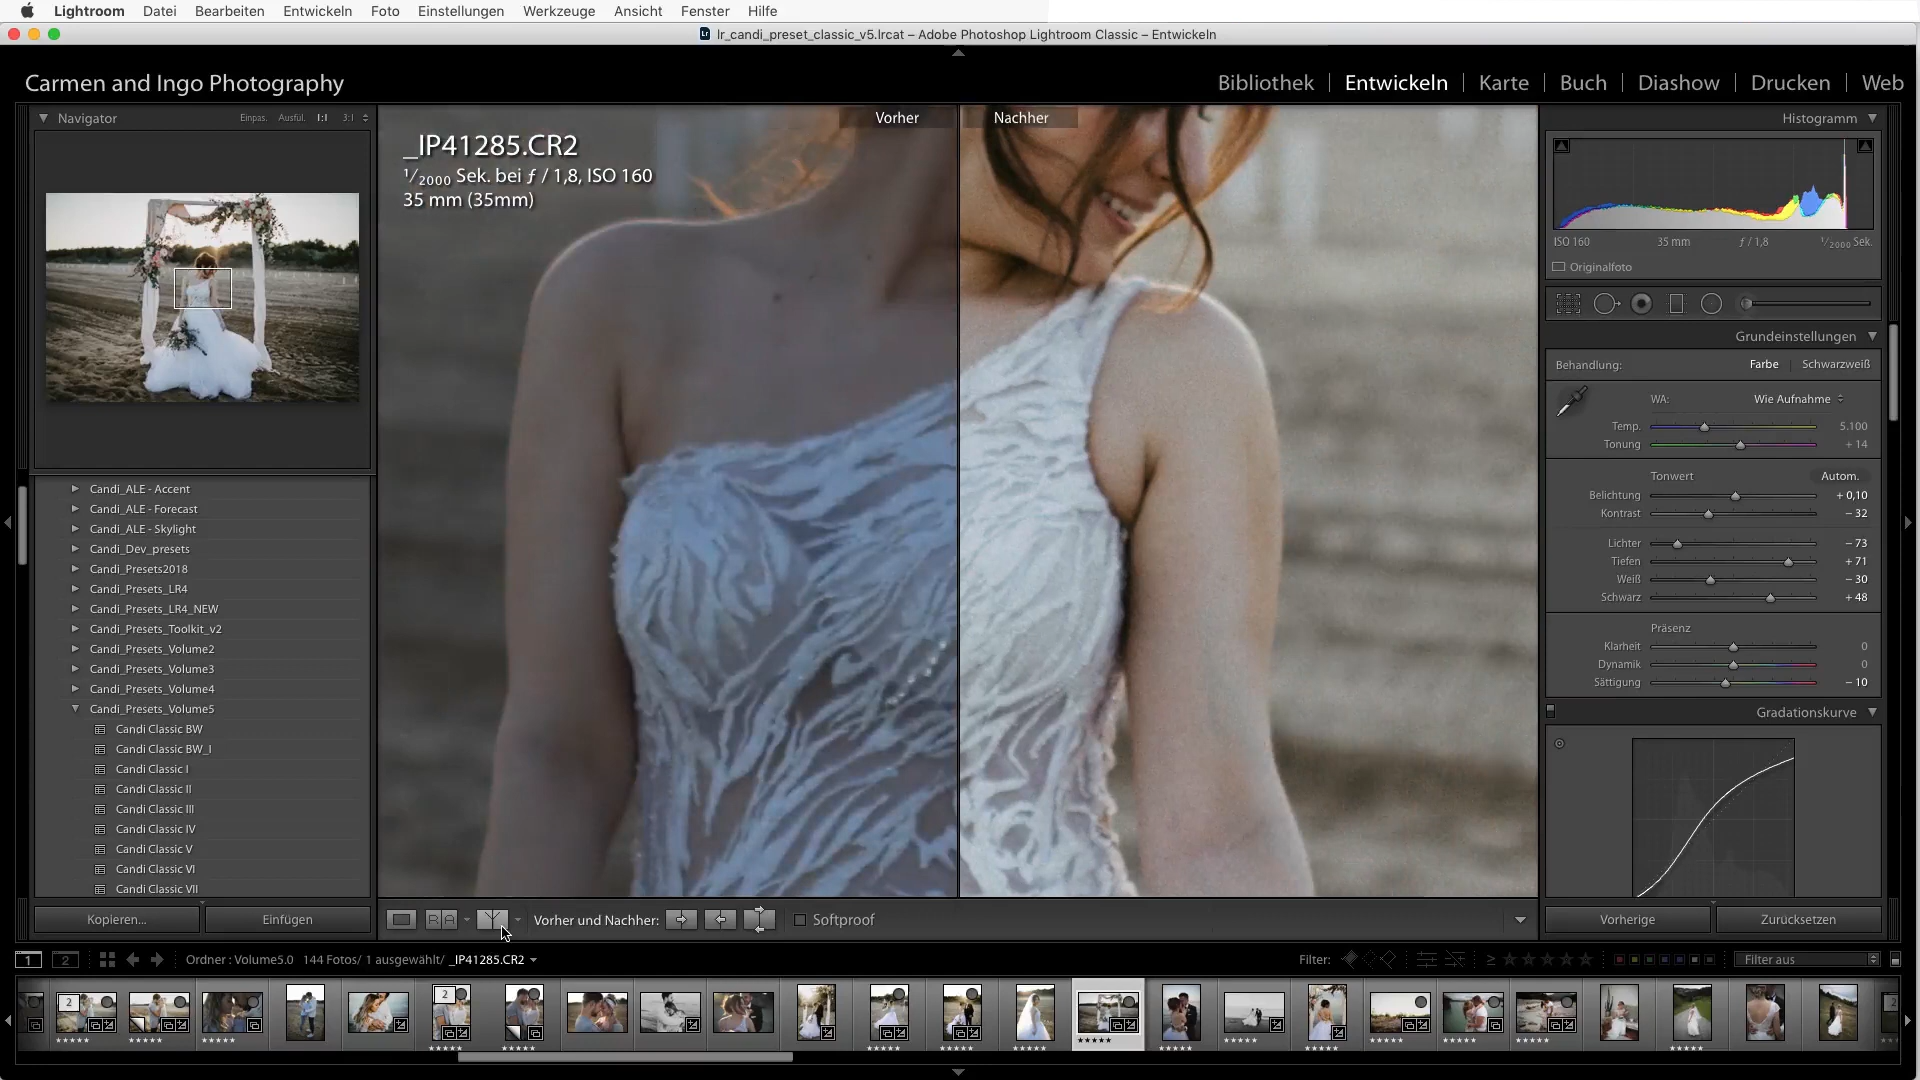 Lightroom Datei Bearbeiten Entwickeln Foto Einstellungen Werkzeuge Ansicht Fenster Hilfe
lr_candi_preset_classic_v5.lrcat – Adobe Photoshop Lightroom Classic – Entwickeln
Carmen and Ingo Photography
Bibliothek | Entwickeln | Karte | Buch | Diashow | Drucken | Web
Navigator Einpas. Ausfül. 1:1 3:1
Candi_ALE - Accent
Candi_ALE - Forecast
Candi_ALE - Skylight
Candi_Dev_presets
Candi_Presets2018
Candi_Presets_LR4
Candi_Presets_LR4_NEW
Candi_Presets_Toolkit_v2
Candi_Presets_Volume2
Candi_Presets_Volume3
Candi_Presets_Volume4
Candi_Presets_Volume5
Candi Classic BW
Candi Classic BW_I
Candi Classic I
Candi Classic II
Candi Classic III
Candi Classic IV
Candi Classic V
Candi Classic VI
Candi Classic VII
Kopieren... Einfügen
Vorher Nachher
_IP41285.CR2
1/2000 Sek. bei ƒ / 1,8, ISO 160
35 mm (35mm)
R A Y Vorher und Nachher: Softproof
Histogramm
ISO 160 35 mm ƒ / 1,8 1/2000 Sek.
Originalfoto
Grundeinstellungen
Behandlung: Farbe | Schwarzweiß
WA: Wie Aufnahme
Temp. 5.100
Tonung + 14
Tonwert Autom.
Belichtung + 0,10
Kontrast – 32
Lichter – 73
Tiefen + 71
Weiß – 30
Schwarz + 48
Präsenz
Klarheit 0
Dynamik 0
Sättigung – 10
Gradationskurve
Vorherige Zurücksetzen
1 2 Ordner : Volume5.0 144 Fotos/ 1 ausgewählt/ _IP41285.CR2 Filter: ≥ Filter aus
2 2 2